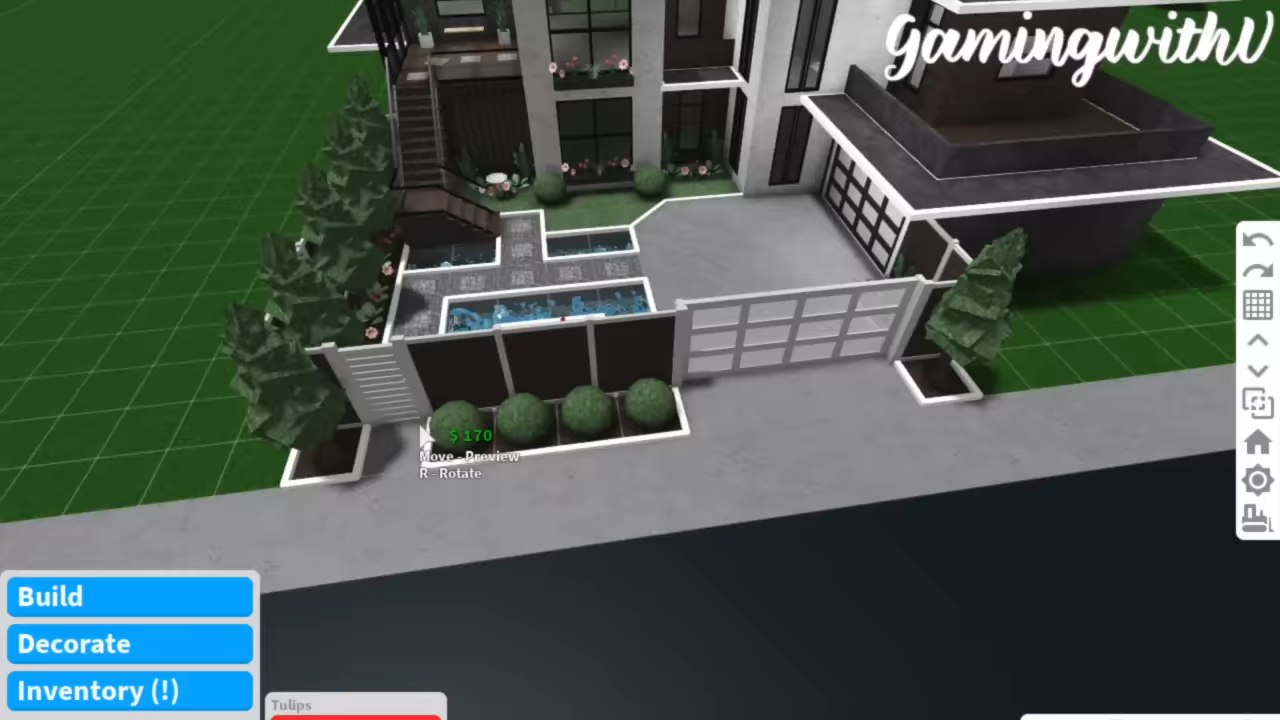 GamingwithV
$ 170
Move - Preview
R - Rotate
Build
Decorate
Inventory (!)
Tulips